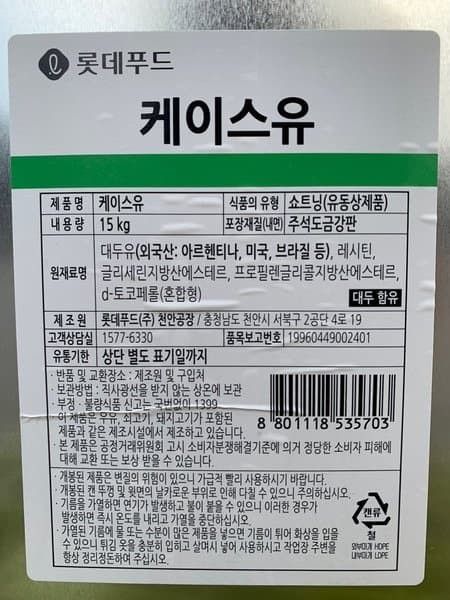 롯데푸드
케이스유
제 품 명 케이스유 식품의 유형 쇼트닝(유동상제품)
내 용 량 15 kg 포장재질(내면) 주석도금강판
원재료명 대두유(외국산: 아르헨티나, 미국, 브라질 등), 레시틴,
글리세린지방산에스테르, 프로필렌글리콜지방산에스테르,
d-토코페롤(혼합형) 대두 함유
제 조 원 롯데푸드(주) 천안공장 / 충청남도 천안시 서북구 2공단 4로 19
고객상담실 1577-6330 품목보고번호 19960449002401
유통기한 상단 별도 표기일까지
· 반품 및 교환장소 : 제조원 및 구입처
· 보관방법 : 직사광선을 받지 않는 상온에 보관
· 부정 · 불량식품 신고는 국번없이 1399
· 이 제품은 우유, 쇠고기, 돼지고기가 포함된
제품과 같은 제조시설에서 제조하고 있습니다.
· 본 제품은 공정거래위원회 고시 소비자분쟁해결기준에 의거 정당한 소비자 피해에
대해 교환 또는 보상 받을 수 있습니다.
8 801118 535703
· 개봉된 제품은 변질의 위험이 있으니 가급적 빨리 사용하시기 바랍니다.
· 개봉된 캔 뚜껑 및 윗면의 날카로운 부위로 인해 다칠 수 있으니 주의하십시오.
· 기름을 가열하면 연기가 발생하고 불이 붙을 수 있으니 이러한 경우가
발생하면 즉시 온도를 내리고 가열을 중단하십시오.
· 가열된 기름에 물 또는 수분이 많은 제품을 넣으면 기름이 튀어 화상을 입을
수 있으니 튀김 옷을 충분히 입히고 살며시 넣어 사용하시고 작업장 주변을
항상 정리정돈하여 주십시오.
캔류
철
외부마개 HDPE
내부마개 LDPE